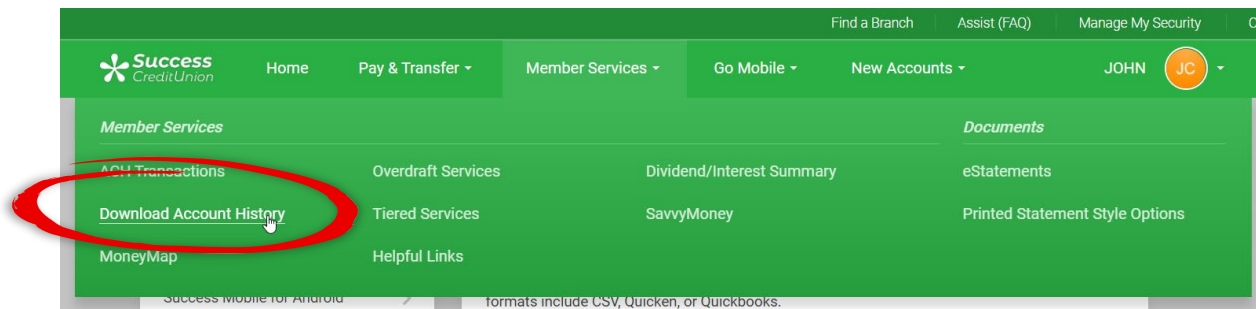 Find a Branch Assist (FAQ) Manage My Security
Success
CreditUnion
Home Pay & Transfer Member Services Go Mobile New Accounts JOHN JC
Member Services Documents
ACH Transactions Overdraft Services Dividend/Interest Summary eStatements
Download Account History Tiered Services SavvyMoney Printed Statement Style Options
MoneyMap Helpful Links
Success Mobile for Android formats include CSV, Quicken, or Quickbooks.